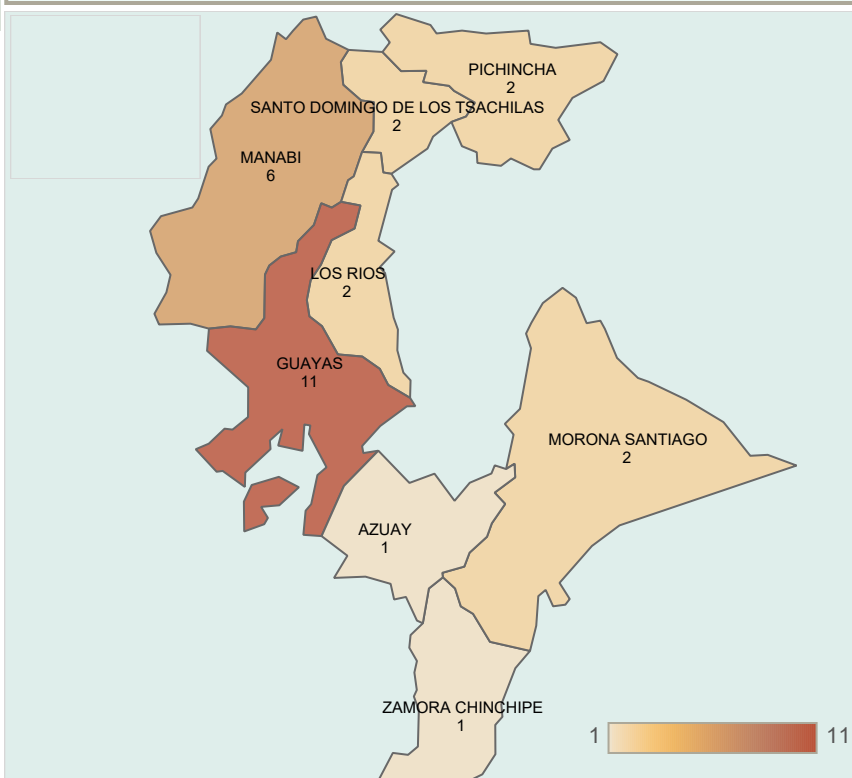 PICHINCHA
2
SANTO DOMINGO DE LOS TSACHILAS
2
MANABI
6
LOS RIOS
2
GUAYAS
11
MORONA SANTIAGO
2
AZUAY
1
ZAMORA CHINCHIPE
1
1 11